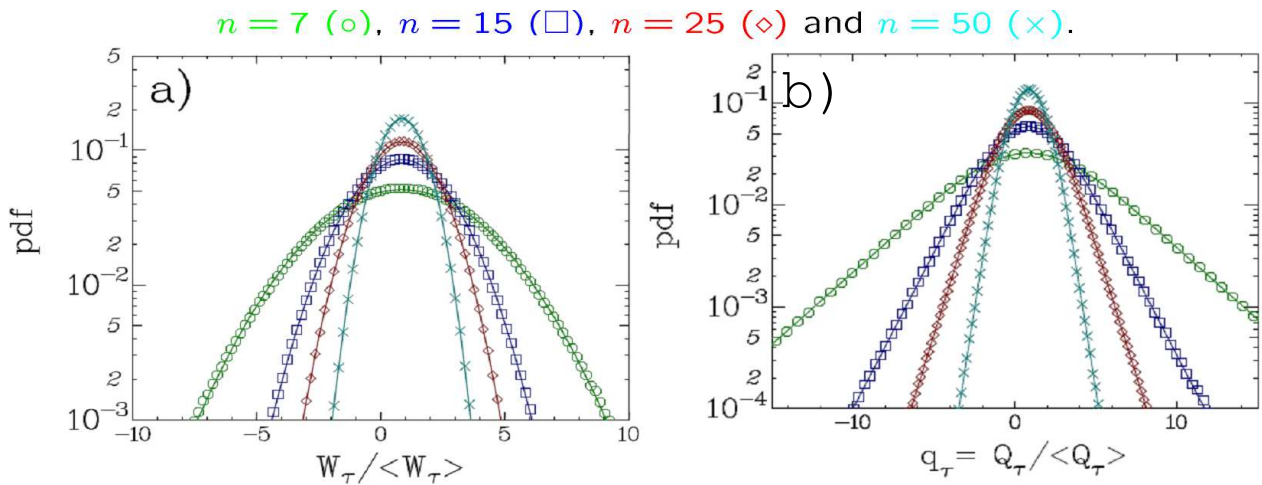 n = 7 (○), n = 15 (□), n = 25 (◇) and n = 50 (×).
a)
5
2
10⁻¹
5
2
10⁻²
5
2
10⁻³
pdf
−10 −5 0 5 10
W_τ/<W_τ>
b)
2
10⁻¹
5
2
10⁻²
5
2
10⁻³
5
2
10⁻⁴
pdf
−10 0 10
q_τ = Q_τ/<Q_τ>